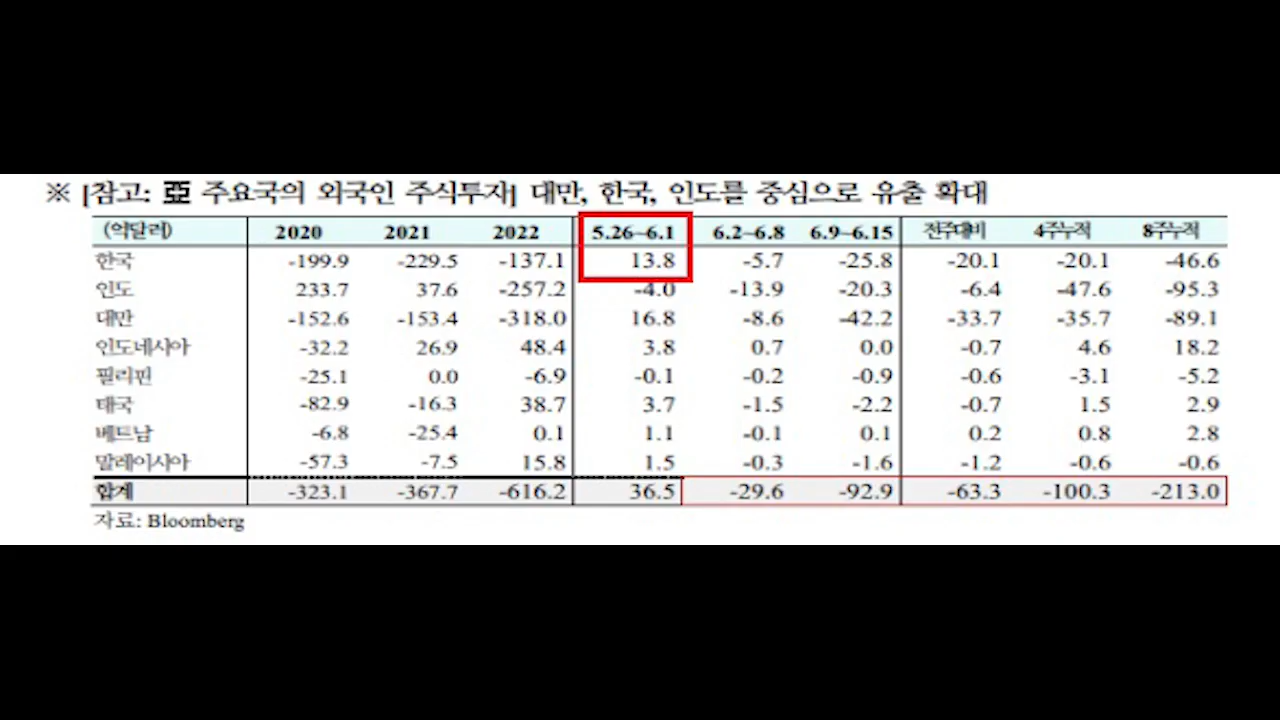 ※ [참고: 亞 주요국의 외국인 주식투자] 대만, 한국, 인도를 중심으로 유출 확대
(억달러) 2020 2021 2022 5.26~6.1 6.2~6.8 6.9~6.15 전주대비 4주누적 8주누적
한국 -199.9 -229.5 -137.1 13.8 -5.7 -25.8 -20.1 -20.1 -46.6
인도 233.7 37.6 -257.2 -4.0 -13.9 -20.3 -6.4 -47.6 -95.3
대만 -152.6 -153.4 -318.0 16.8 -8.6 -42.2 -33.7 -35.7 -89.1
인도네시아 -32.2 26.9 48.4 3.8 0.7 0.0 -0.7 4.6 18.2
필리핀 -25.1 0.0 -6.9 -0.1 -0.2 -0.9 -0.6 -3.1 -5.2
태국 -82.9 -16.3 38.7 3.7 -1.5 -2.2 -0.7 1.5 2.9
베트남 -6.8 -25.4 0.1 1.1 -0.1 0.1 0.2 0.8 2.8
말레이시아 -57.3 -7.5 15.8 1.5 -0.3 -1.6 -1.2 -0.6 -0.6
합계 -323.1 -367.7 -616.2 36.5 -29.6 -92.9 -63.3 -100.3 -213.0
자료: Bloomberg